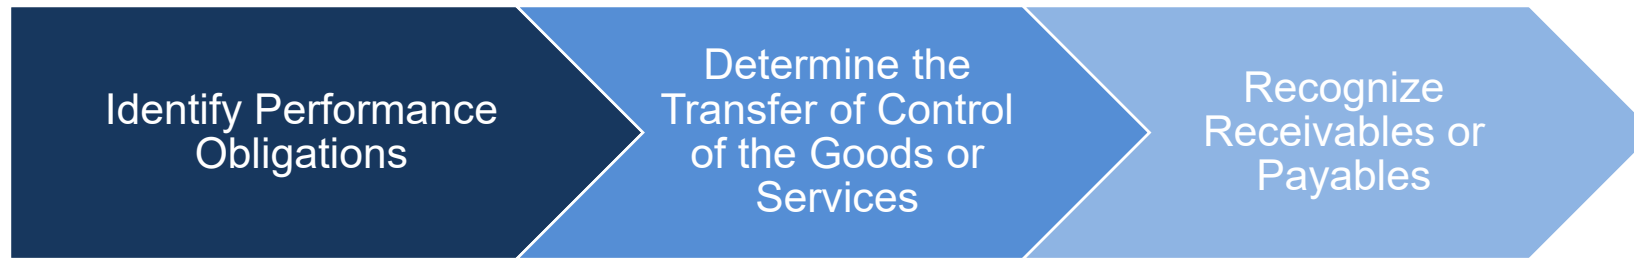 Identify Performance
Obligations
Determine the
Transfer of Control
of the Goods or
Services
Recognize
Receivables or
Payables